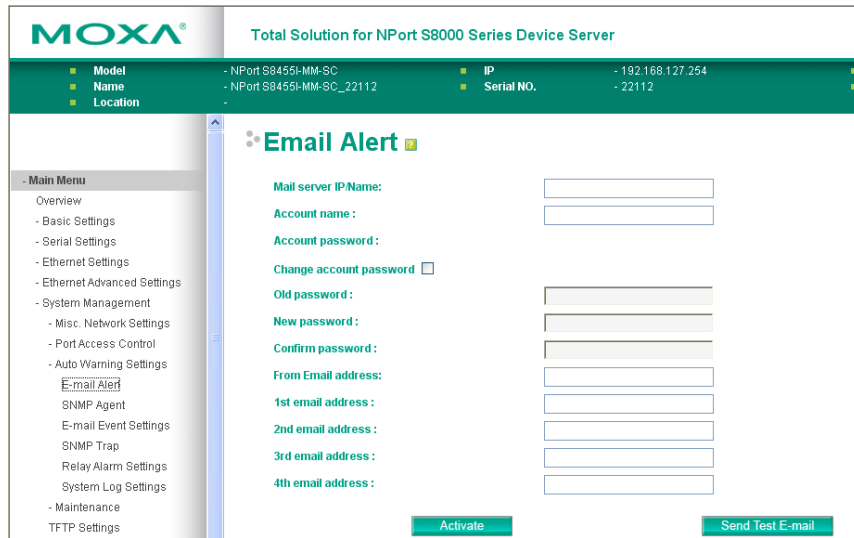 MOXA®
Total Solution for NPort S8000 Series Device Server
Model - NPort S8455I-MM-SC IP - 192.168.127.254
Name - NPort S8455I-MM-SC_22112 Serial NO. - 22112
Location -
Email Alert ?
- Main Menu
Overview
- Basic Settings
- Serial Settings
- Ethernet Settings
- Ethernet Advanced Settings
- System Management
- Misc. Network Settings
- Port Access Control
- Auto Warning Settings
E-mail Alert
SNMP Agent
E-mail Event Settings
SNMP Trap
Relay Alarm Settings
System Log Settings
- Maintenance
TFTP Settings
Mail server IP/Name:
Account name :
Account password :
Change account password
Old password :
New password :
Confirm password :
From Email address:
1st email address :
2nd email address :
3rd email address :
4th email address :
Activate
Send Test E-mail